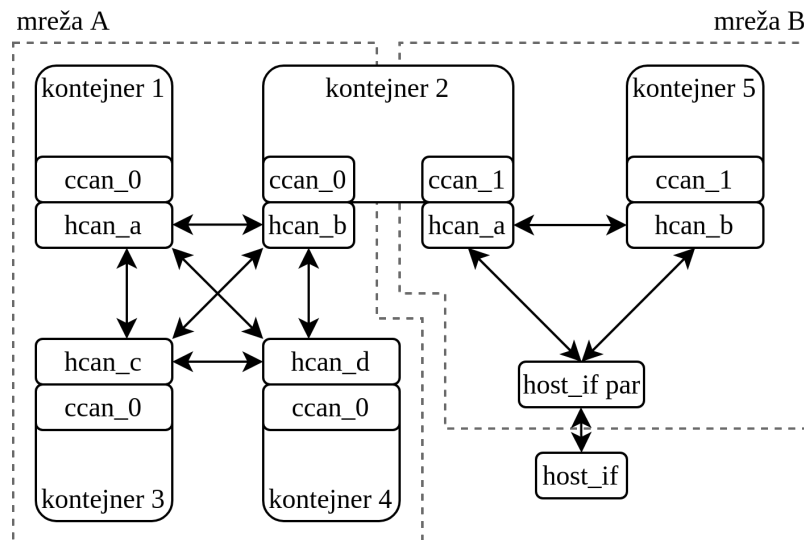 mreža A
mreža B
kontejner 1
kontejner 2
kontejner 5
ccan_0
ccan_0
ccan_1
ccan_1
hcan_a
hcan_b
hcan_a
hcan_b
hcan_c
hcan_d
host_if par
ccan_0
ccan_0
host_if
kontejner 3
kontejner 4